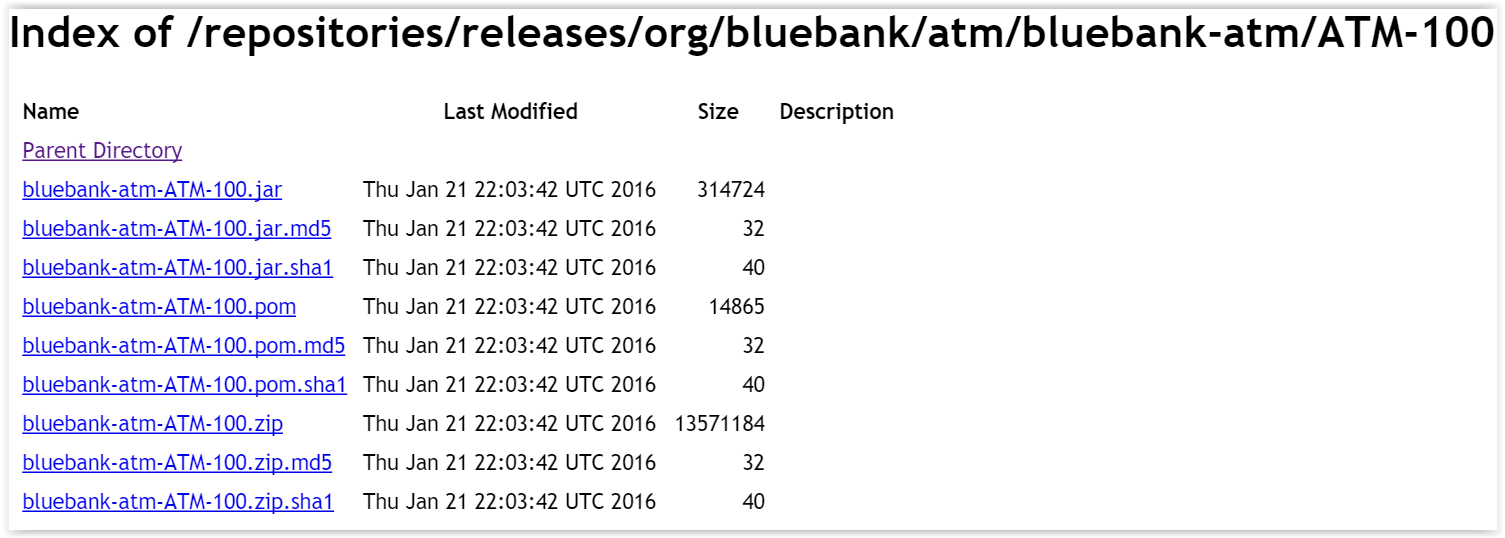 Index of /repositories/releases/org/bluebank/atm/bluebank-atm/ATM-100
Name Last Modified Size Description
Parent Directory
bluebank-atm-ATM-100.jar Thu Jan 21 22:03:42 UTC 2016 314724
bluebank-atm-ATM-100.jar.md5 Thu Jan 21 22:03:42 UTC 2016 32
bluebank-atm-ATM-100.jar.sha1 Thu Jan 21 22:03:42 UTC 2016 40
bluebank-atm-ATM-100.pom Thu Jan 21 22:03:42 UTC 2016 14865
bluebank-atm-ATM-100.pom.md5 Thu Jan 21 22:03:42 UTC 2016 32
bluebank-atm-ATM-100.pom.sha1 Thu Jan 21 22:03:42 UTC 2016 40
bluebank-atm-ATM-100.zip Thu Jan 21 22:03:42 UTC 2016 13571184
bluebank-atm-ATM-100.zip.md5 Thu Jan 21 22:03:42 UTC 2016 32
bluebank-atm-ATM-100.zip.sha1 Thu Jan 21 22:03:42 UTC 2016 40